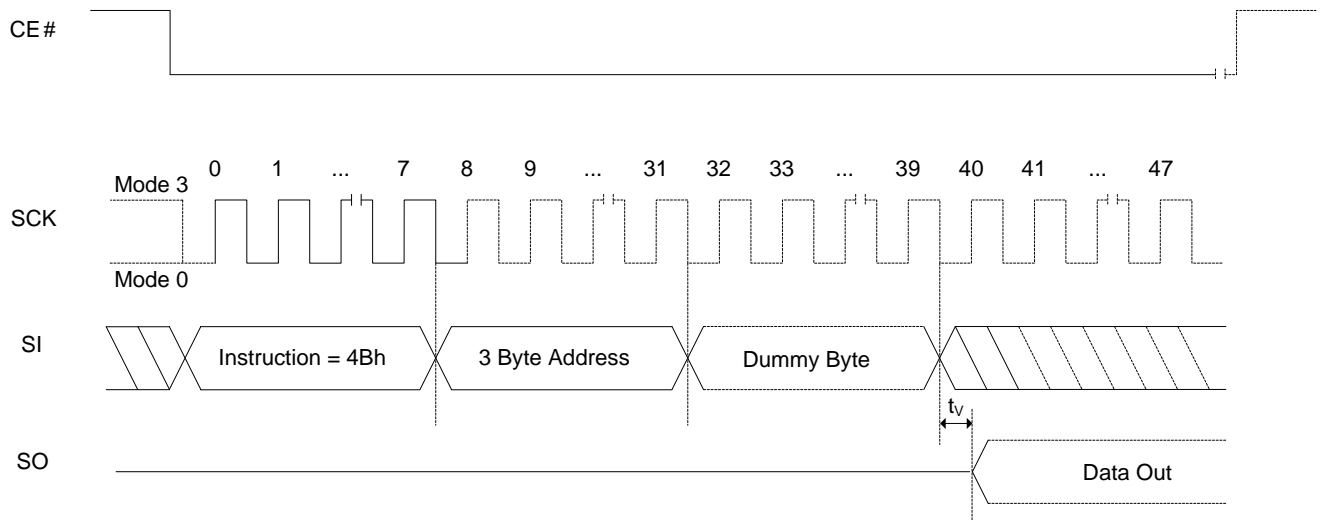 CE#
0 1 ... 7 8 9 ... 31 32 33 ... 39 40 41 ... 47
Mode 3
SCK
Mode 0
SI
Instruction = 4Bh
3 Byte Address
Dummy Byte
tV
SO
Data Out